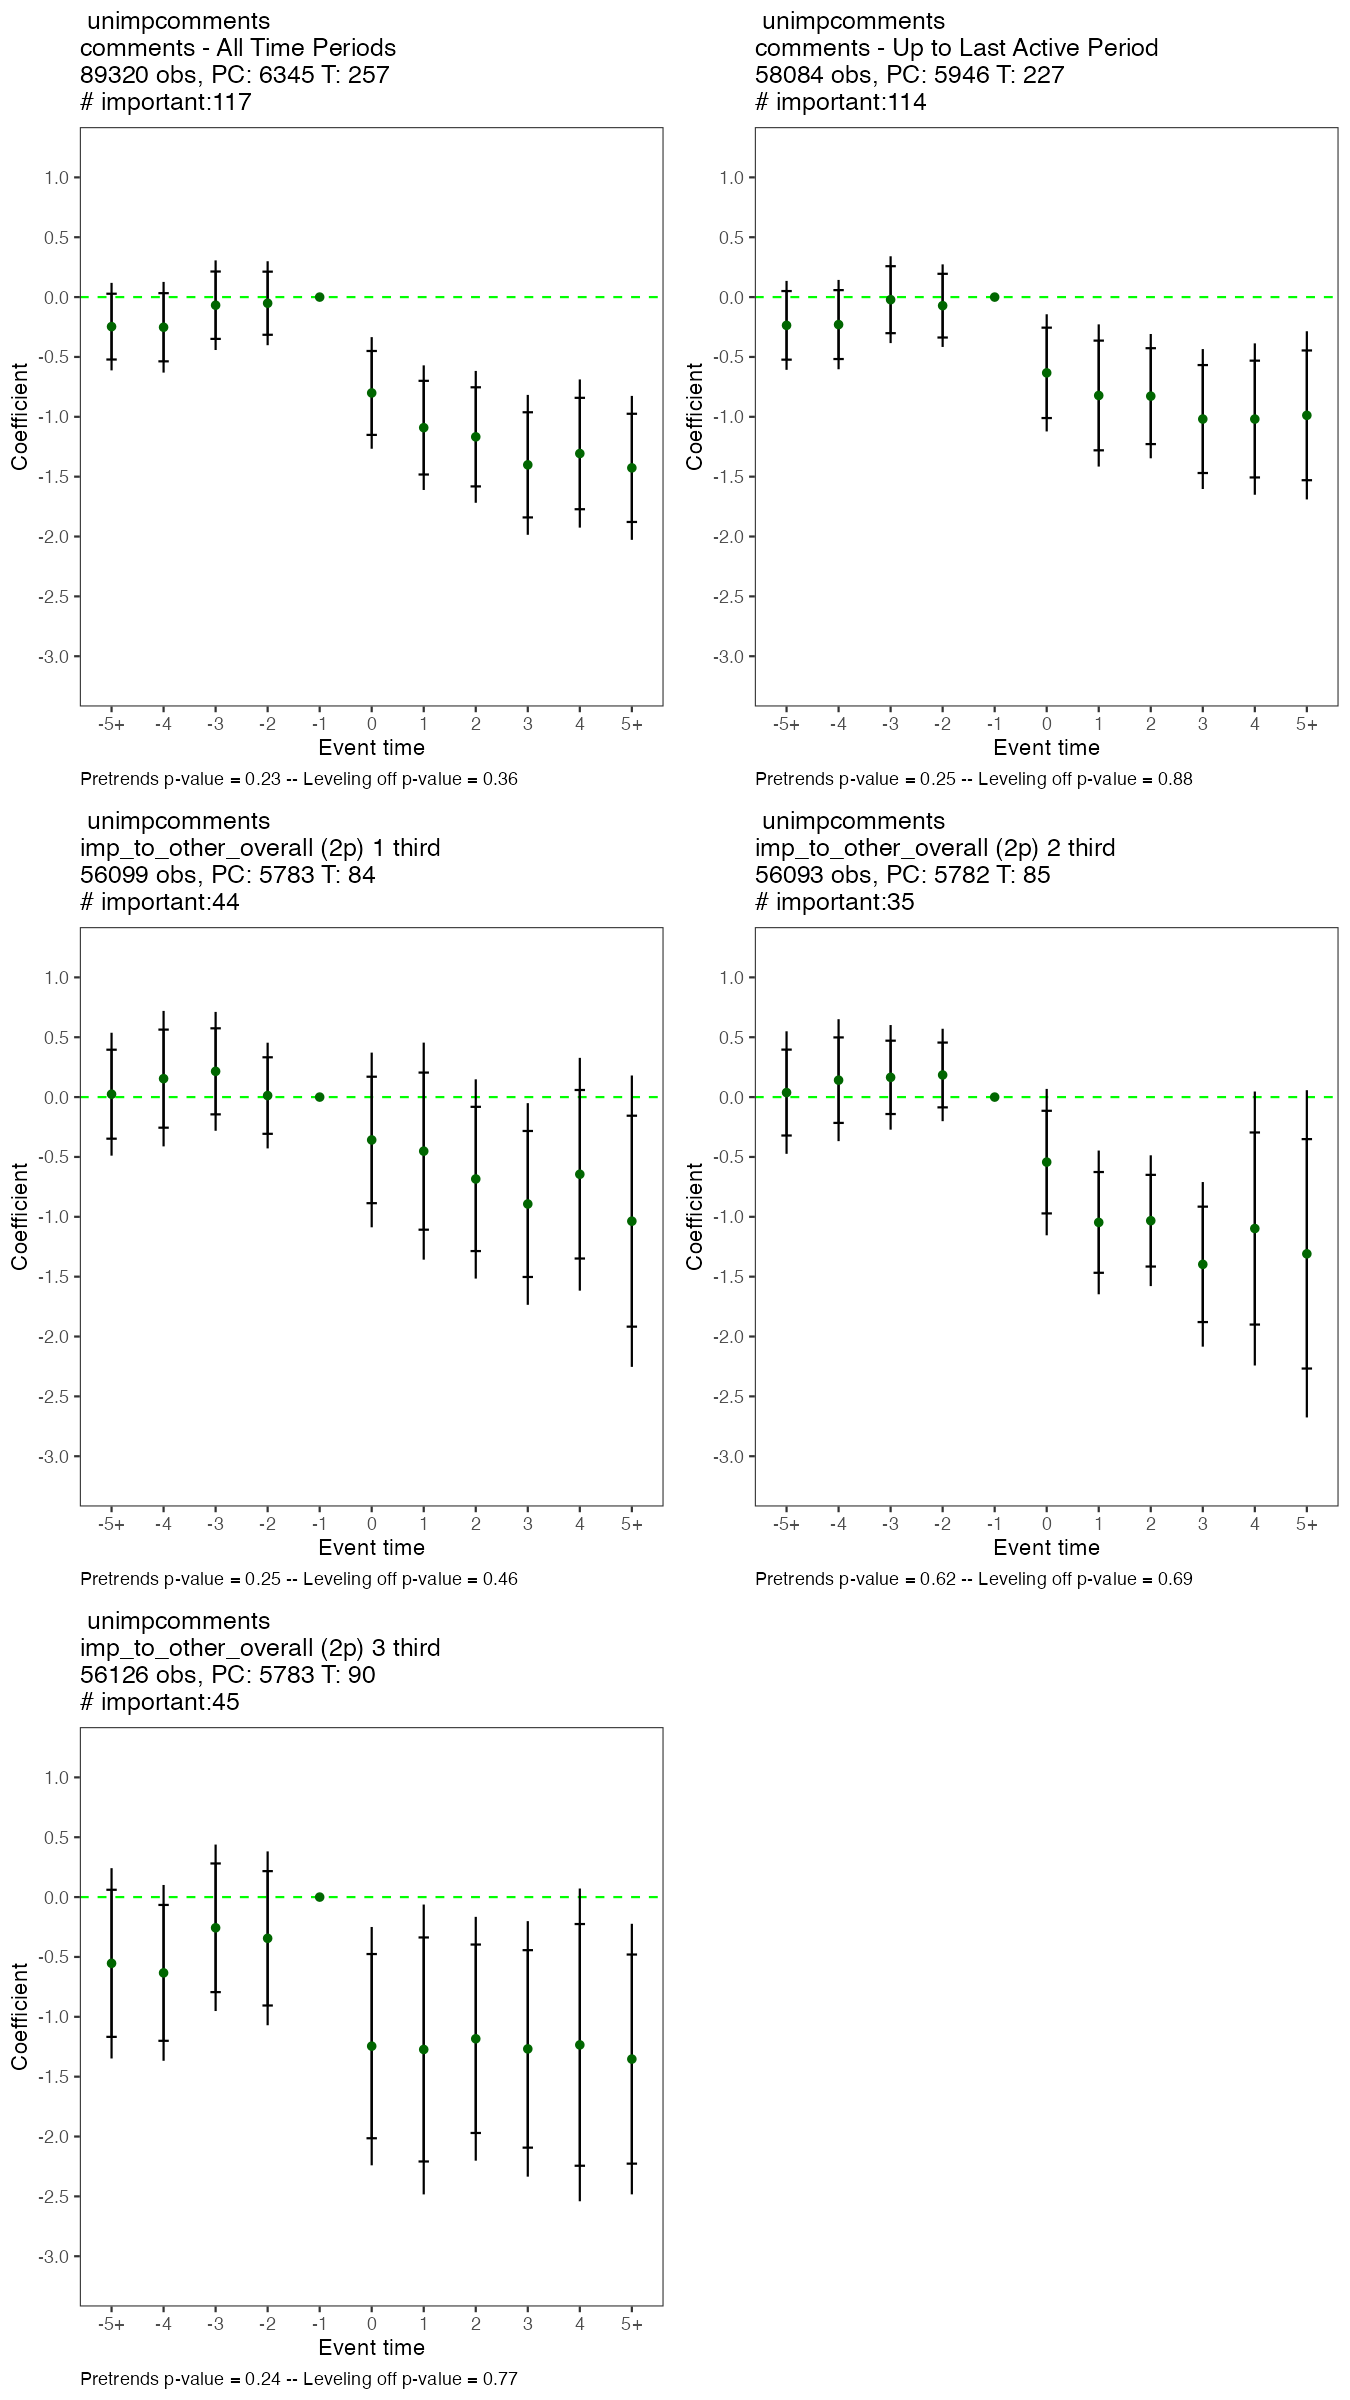 unimpcomments
comments - All Time Periods
89320 obs, PC: 6345 T: 257
# important:117
1.0
0.5
0.0
-0.5
-1.0
-1.5
-2.0
-2.5
-3.0
Coefficient
-5+ -4 -3 -2 -1 0 1 2 3 4 5+
Event time
Pretrends p-value = 0.23 -- Leveling off p-value = 0.36
unimpcomments
comments - Up to Last Active Period
58084 obs, PC: 5946 T: 227
# important:114
1.0
0.5
0.0
-0.5
-1.0
-1.5
-2.0
-2.5
-3.0
Coefficient
-5+ -4 -3 -2 -1 0 1 2 3 4 5+
Event time
Pretrends p-value = 0.25 -- Leveling off p-value = 0.88
unimpcomments
imp_to_other_overall (2p) 1 third
56099 obs, PC: 5783 T: 84
# important:44
1.0
0.5
0.0
-0.5
-1.0
-1.5
-2.0
-2.5
-3.0
Coefficient
-5+ -4 -3 -2 -1 0 1 2 3 4 5+
Event time
Pretrends p-value = 0.25 -- Leveling off p-value = 0.46
unimpcomments
imp_to_other_overall (2p) 2 third
56093 obs, PC: 5782 T: 85
# important:35
1.0
0.5
0.0
-0.5
-1.0
-1.5
-2.0
-2.5
-3.0
Coefficient
-5+ -4 -3 -2 -1 0 1 2 3 4 5+
Event time
Pretrends p-value = 0.62 -- Leveling off p-value = 0.69
unimpcomments
imp_to_other_overall (2p) 3 third
56126 obs, PC: 5783 T: 90
# important:45
1.0
0.5
0.0
-0.5
-1.0
-1.5
-2.0
-2.5
-3.0
Coefficient
-5+ -4 -3 -2 -1 0 1 2 3 4 5+
Event time
Pretrends p-value = 0.24 -- Leveling off p-value = 0.77